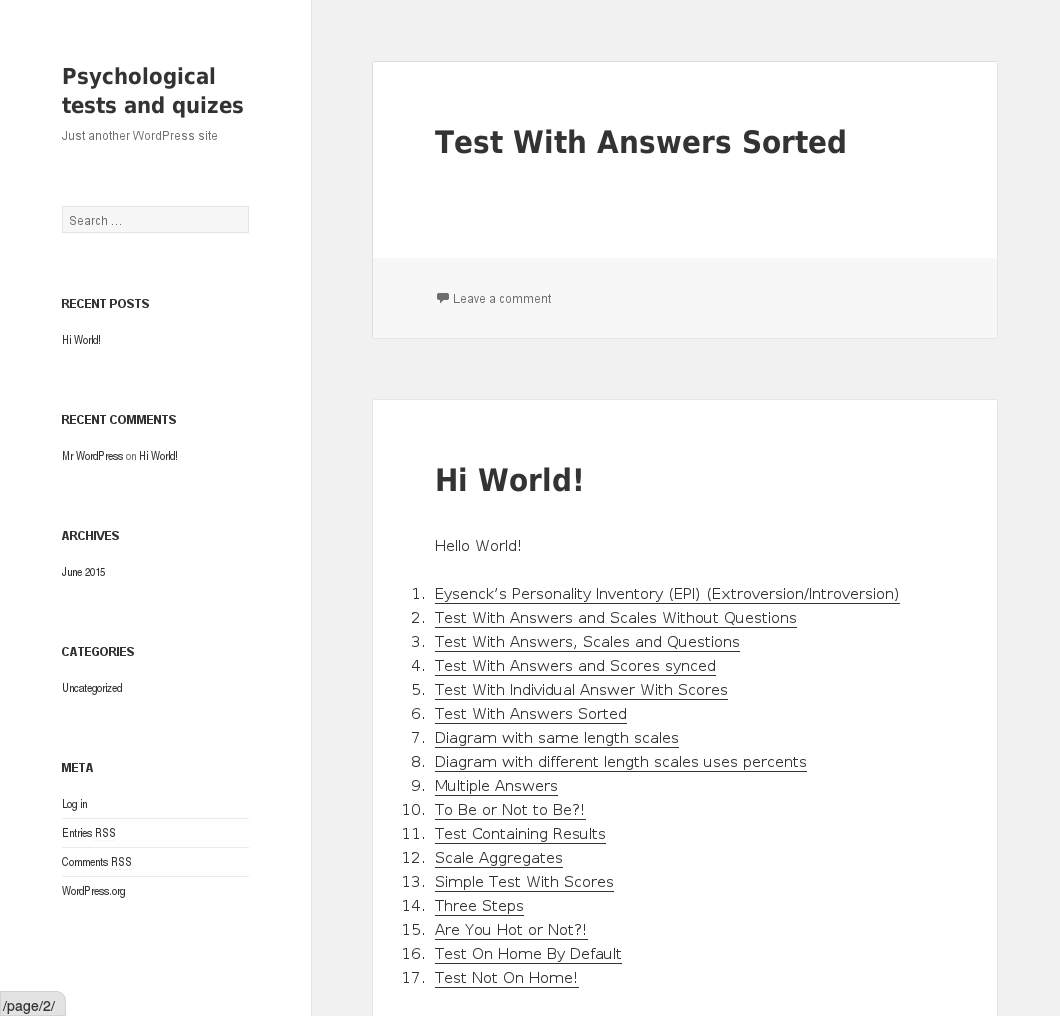 Psychological
tests and quizes
Just another WordPress site
Search …
RECENT POSTS
Hi World!
RECENT COMMENTS
Mr WordPress on Hi World!
ARCHIVES
June 2015
CATEGORIES
Uncategorized
META
Log in
Entries RSS
Comments RSS
WordPress.org
/page/2/
Test With Answers Sorted
Leave a comment
Hi World!
Hello World!
1. Eysenck’s Personality Inventory (EPI) (Extroversion/Introversion)
2. Test With Answers and Scales Without Questions
3. Test With Answers, Scales and Questions
4. Test With Answers and Scores synced
5. Test With Individual Answer With Scores
6. Test With Answers Sorted
7. Diagram with same length scales
8. Diagram with different length scales uses percents
9. Multiple Answers
10. To Be or Not to Be?!
11. Test Containing Results
12. Scale Aggregates
13. Simple Test With Scores
14. Three Steps
15. Are You Hot or Not?!
16. Test On Home By Default
17. Test Not On Home!